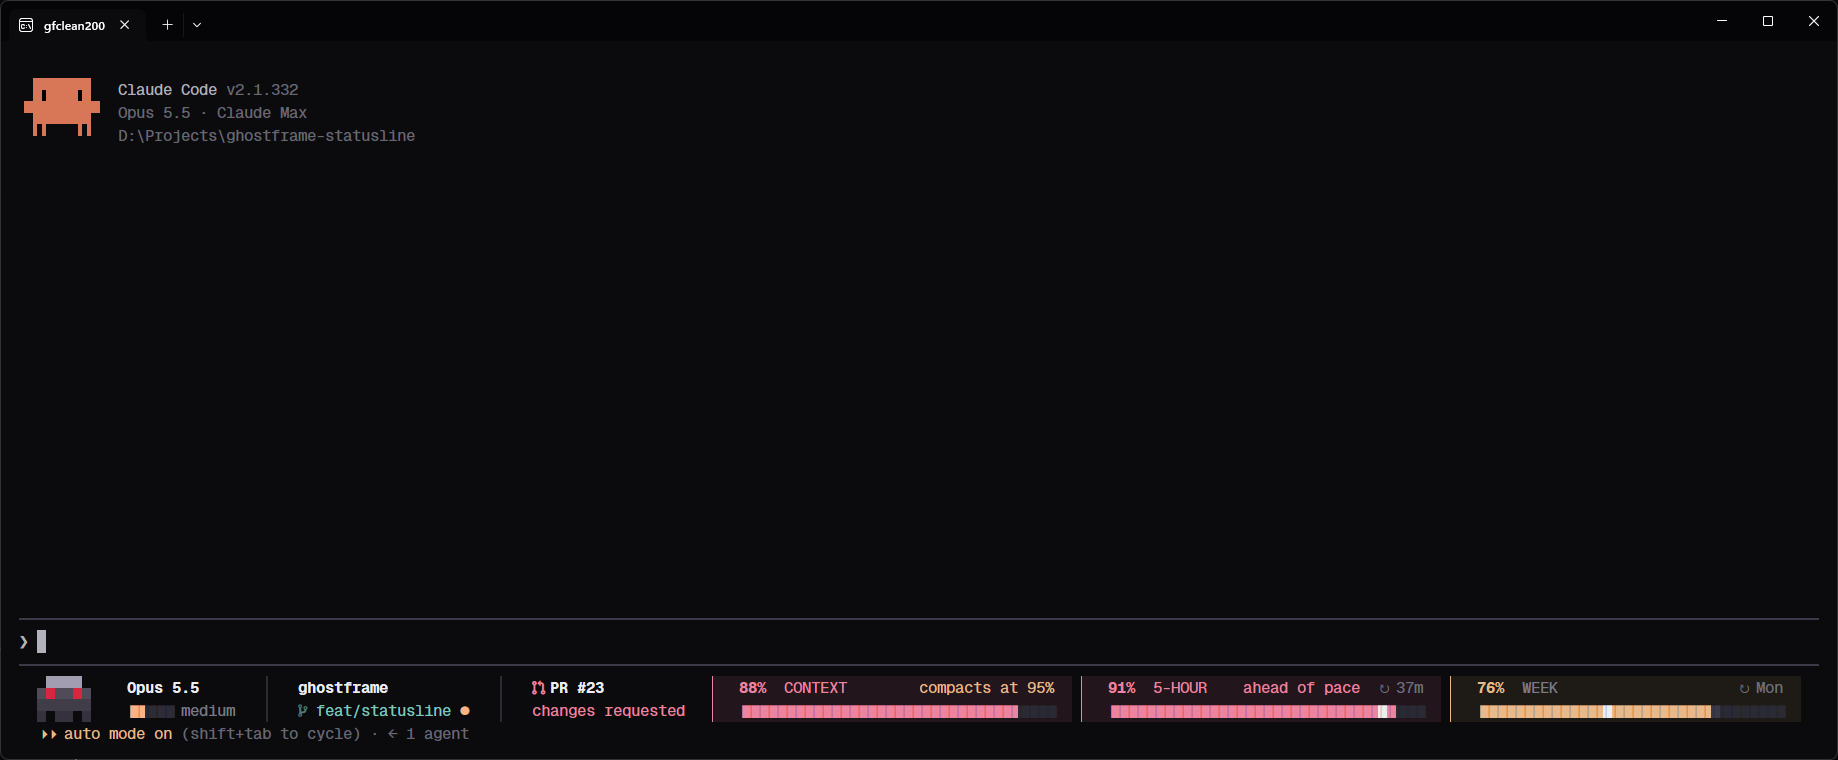 gfclean200
Claude Code v2.1.332
Opus 5.5 · Claude Max
D:\Projects\ghostframe-statusline
❯
Opus 5.5 ghostframe PR #23 88% CONTEXT compacts at 95% 91% 5-HOUR ahead of pace ↻ 37m 76% WEEK ↻ Mon
medium feat/statusline ● changes requested
auto mode on (shift+tab to cycle) · ← 1 agent